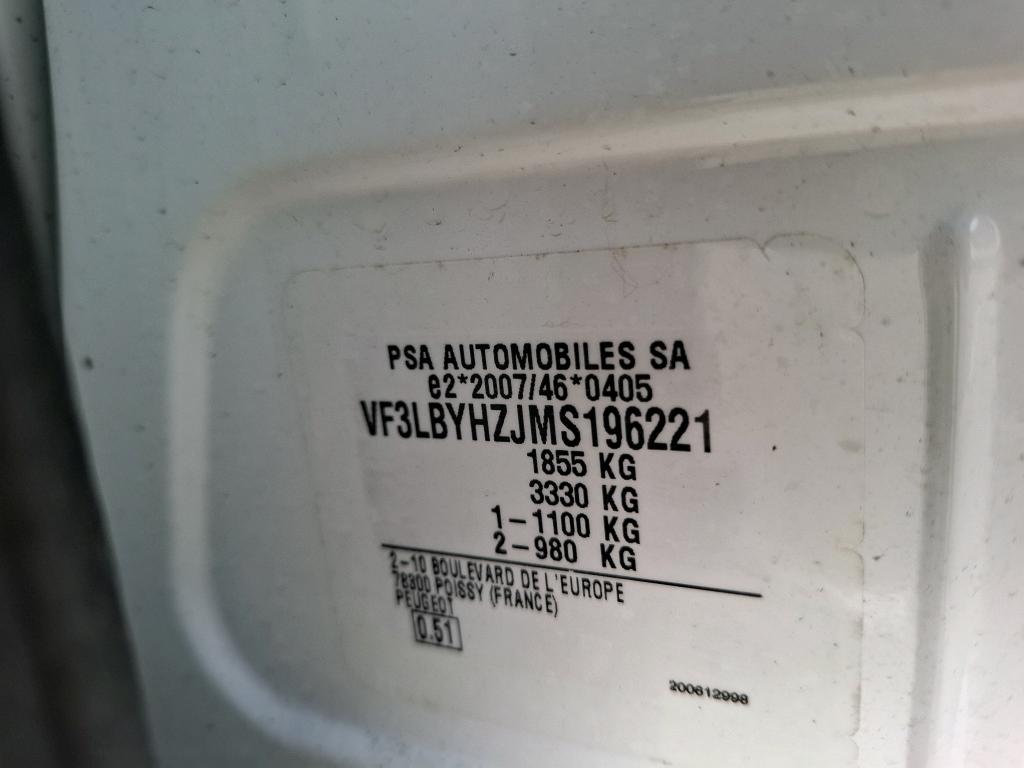 PSA AUTOMOBILES SA
e2*2007/46*0405
VF3LBYHZJMS196221
1855 KG
3330 KG
1-1100 KG
2-980 KG
2-10 BOULEVARD DE L'EUROPE
78300 POISSY (FRANCE)
PEUGEOT
0.51
200612998